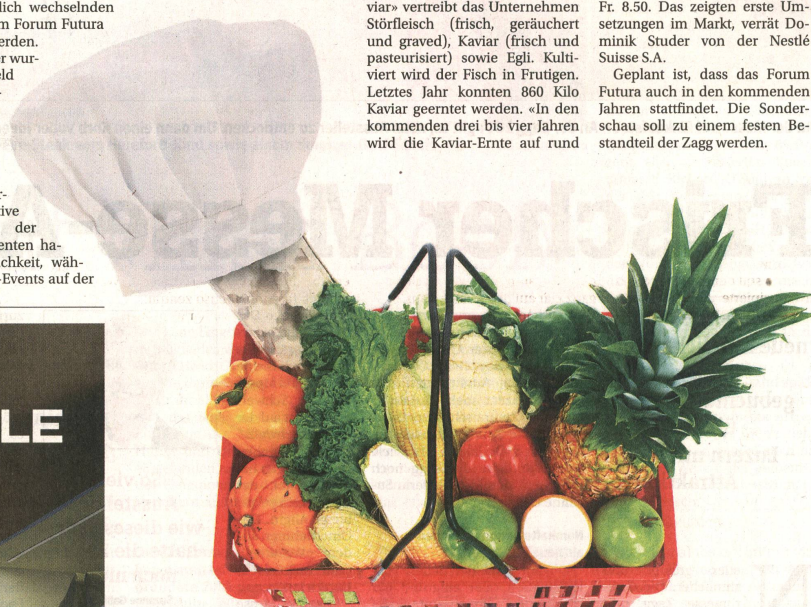 lich wechselnden
m Forum Futura
erden.
er wur-
eld
r-
tive
der
enten ha-
ichkeit, wäh-
-Events auf der
LE
viar» vertreibt das Unternehmen
Störfleisch (frisch, geräuchert
und graved), Kaviar (frisch und
pasteurisiert) sowie Egli. Kulti-
viert wird der Fisch in Frutigen.
Letztes Jahr konnten 860 Kilo
Kaviar geerntet werden. «In den
kommenden drei bis vier Jahren
wird die Kaviar-Ernte auf rund
Fr. 8.50. Das zeigten erste Um-
setzungen im Markt, verrät Do-
minik Studer von der Nestlé
Suisse S.A.
Geplant ist, dass das Forum
Futura auch in den kommenden
Jahren stattfindet. Die Sonder-
schau soll zu einem festen Be-
standteil der Zagg werden.